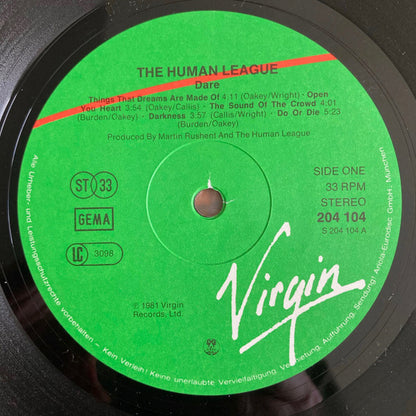 THE HUMAN LEAGUE
Dare
Things That Dreams Are Made Of 4:11 (Oakey/Wright) · Open
You Heart 3:54 (Oakey/Callis) · The Sound Of The Crowd 4:01
(Burden/Oakey) · Darkness 3:57 (Callis/Wright) · Do Or Die 5:23
(Burden/Oakey)
Produced By Martin Rushent And The Human League
ST 33
GEMA
LC 3098
SIDE ONE
33 RPM
STEREO
204 104
S 204 104 A
Virgin
℗ 1981 Virgin
Records, Ltd.
Alle Urheber- und Leistungsschutzrechte vorbehalten – Kein Verleih! Keine unerlaubte Vervielfältigung, Vermietung, Aufführung, Sendung! Ariola-Eurodisc GmbH, München